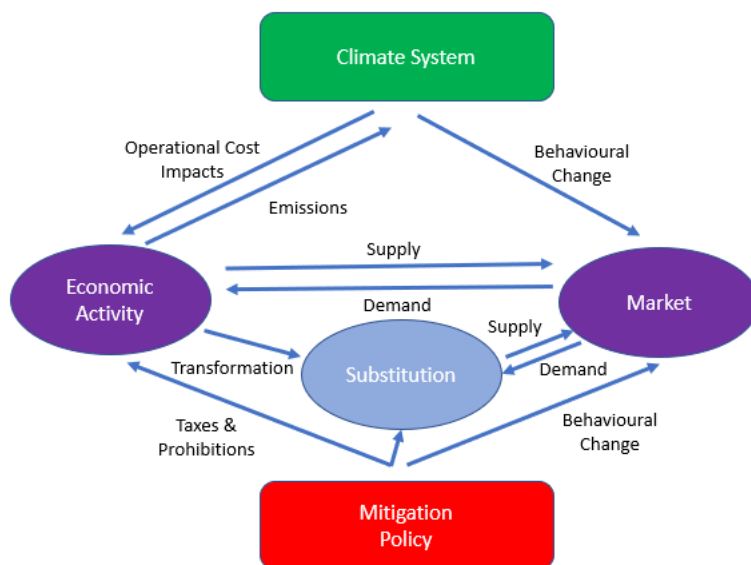 Climate System
Operational Cost
Impacts
Behavioural
Change
Emissions
Supply
Economic
Activity
Market
Demand
Supply
Transformation
Substitution
Demand
Taxes &
Prohibitions
Behavioural
Change
Mitigation
Policy